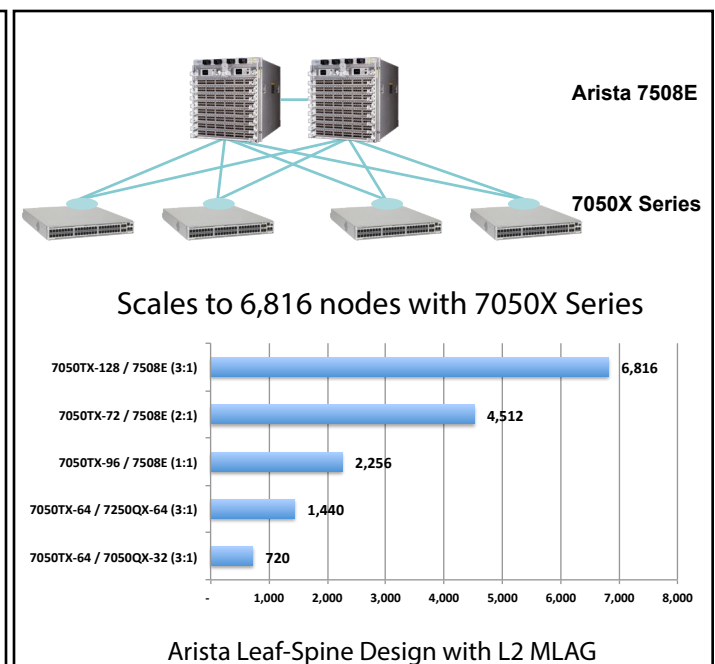 Arista 7508E
7050X Series
Scales to 6,816 nodes with 7050X Series
7050TX-128 / 7508E (3:1)
6,816
7050TX-72 / 7508E (2:1)
4,512
7050TX-96 / 7508E (1:1)
2,256
7050TX-64 / 7250QX-64 (3:1)
1,440
7050TX-64 / 7050QX-32 (3:1)
720
- 1,000 2,000 3,000 4,000 5,000 6,000 7,000 8,000
Arista Leaf-Spine Design with L2 MLAG